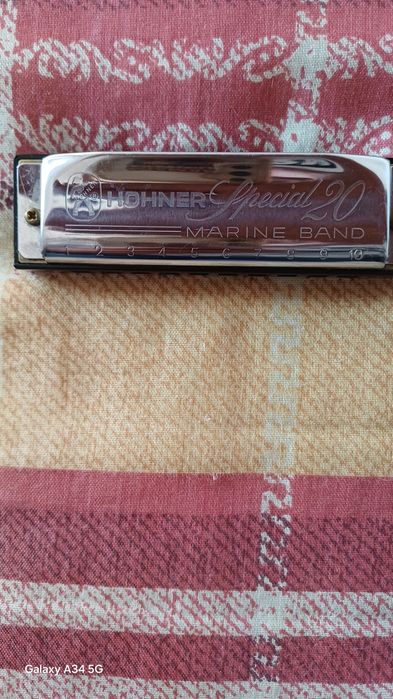 HOHNER Special 20
MARINE BAND
1 2 3 4 5 6 7 8 9 10
Galaxy A34 5G